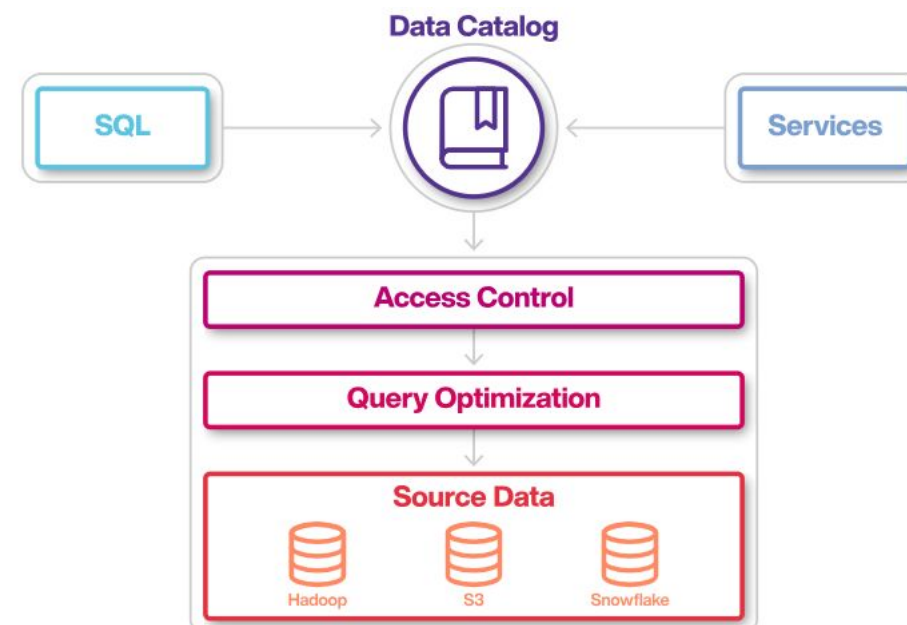 Data Catalog
SQL
Services
Access Control
Query Optimization
Source Data
Hadoop
S3
Snowflake